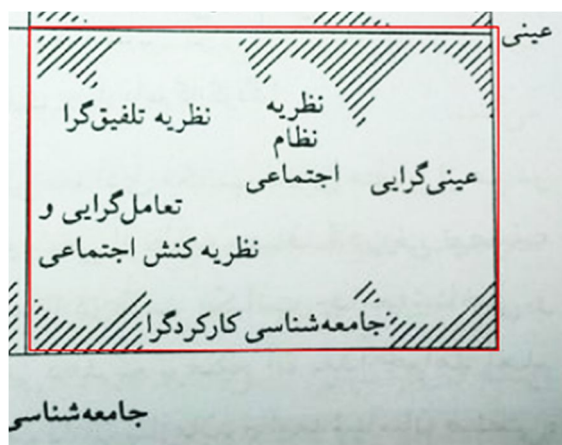 عینی
نظریه
نظام
اجتماعی
نظریه تلفیق‌گرا
عینی‌گرایی
تعامل‌گرایی و
نظریه کنش اجتماعی
جامعه‌شناسی کارکردگرا
جامعه‌شناسی